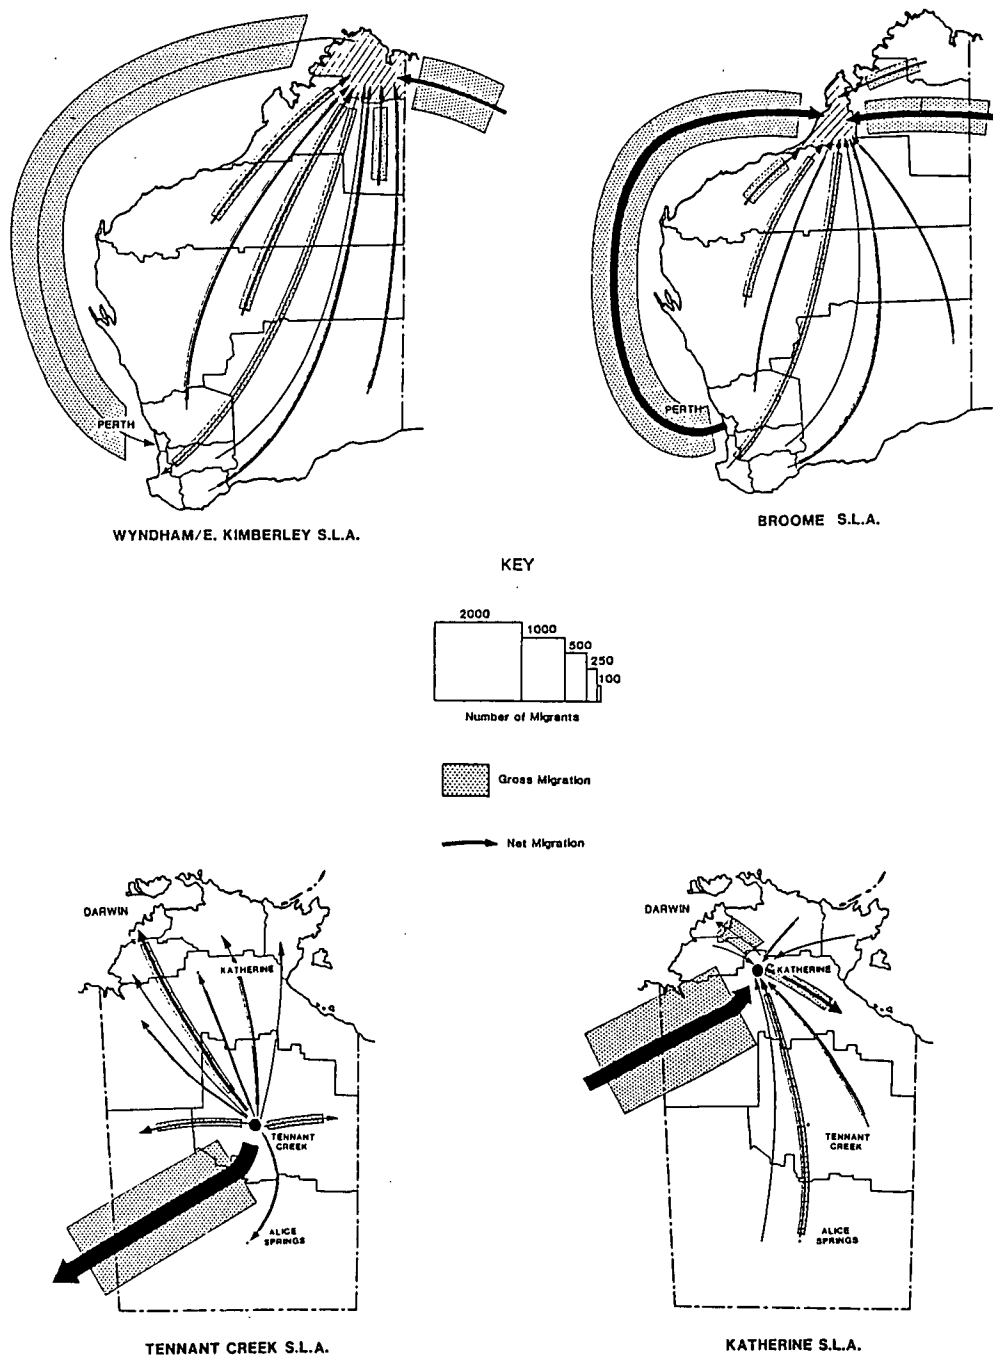 PERTH
WYNDHAM/E. KIMBERLEY S.L.A.
PERTH
BROOME S.L.A.
KEY
2000
1000
500
250
100
Number of Migrants
Gross Migration
Net Migration
DARWIN
KATHERINE
TENNANT
CREEK
ALICE
SPRINGS
TENNANT CREEK S.L.A.
DARWIN
KATHERINE
TENNANT
CREEK
ALICE
SPRINGS
KATHERINE S.L.A.